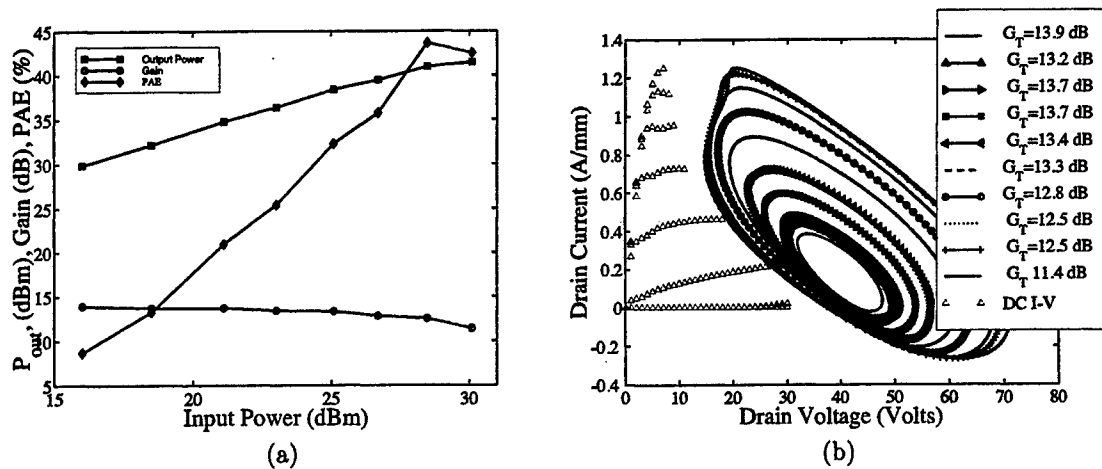 P_out, (dBm), Gain (dB), PAE (%)
45
40
35
30
25
20
15
10
5
Output Power
Gain
PAE
15
20
25
30
Input Power (dBm)
(a)
Drain Current (A/mm)
1.4
1.2
1
0.8
0.6
0.4
0.2
0
-0.2
-0.4
0
10
20
30
40
50
60
70
80
Drain Voltage (Volts)
G_T=13.9 dB
G_T=13.2 dB
G_T=13.7 dB
G_T=13.7 dB
G_T=13.4 dB
G_T=13.3 dB
G_T=12.8 dB
G_T=12.5 dB
G_T=12.5 dB
G_T 11.4 dB
DC I-V
(b)